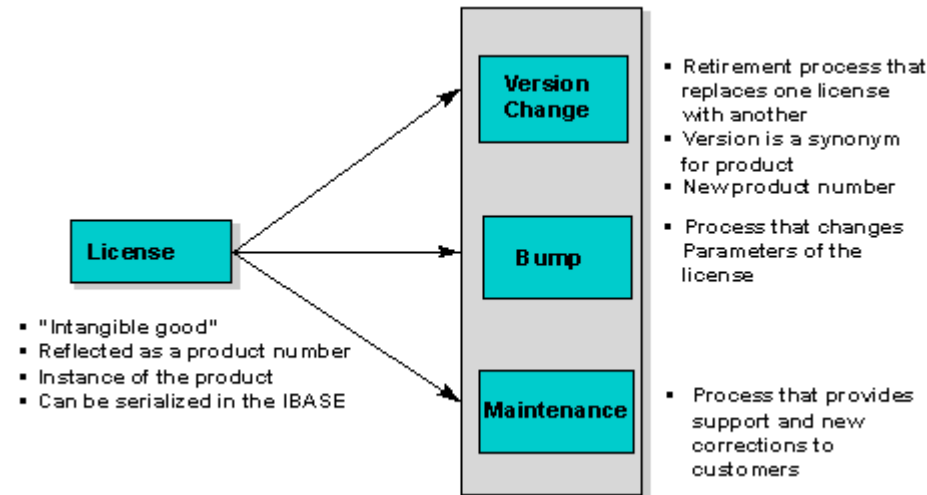 Version
Change
▪ Retirement process that
replaces one license
with another
▪ Version is a synonym
for product
▪ New product number
License
▪ "Intangible good"
▪ Reflected as a product number
▪ Instance of the product
▪ Can be serialized in the IBASE
Bump
▪ Process that changes
Parameters of the
license
Maintenance
▪ Process that provides
support and new
corrections to
customers